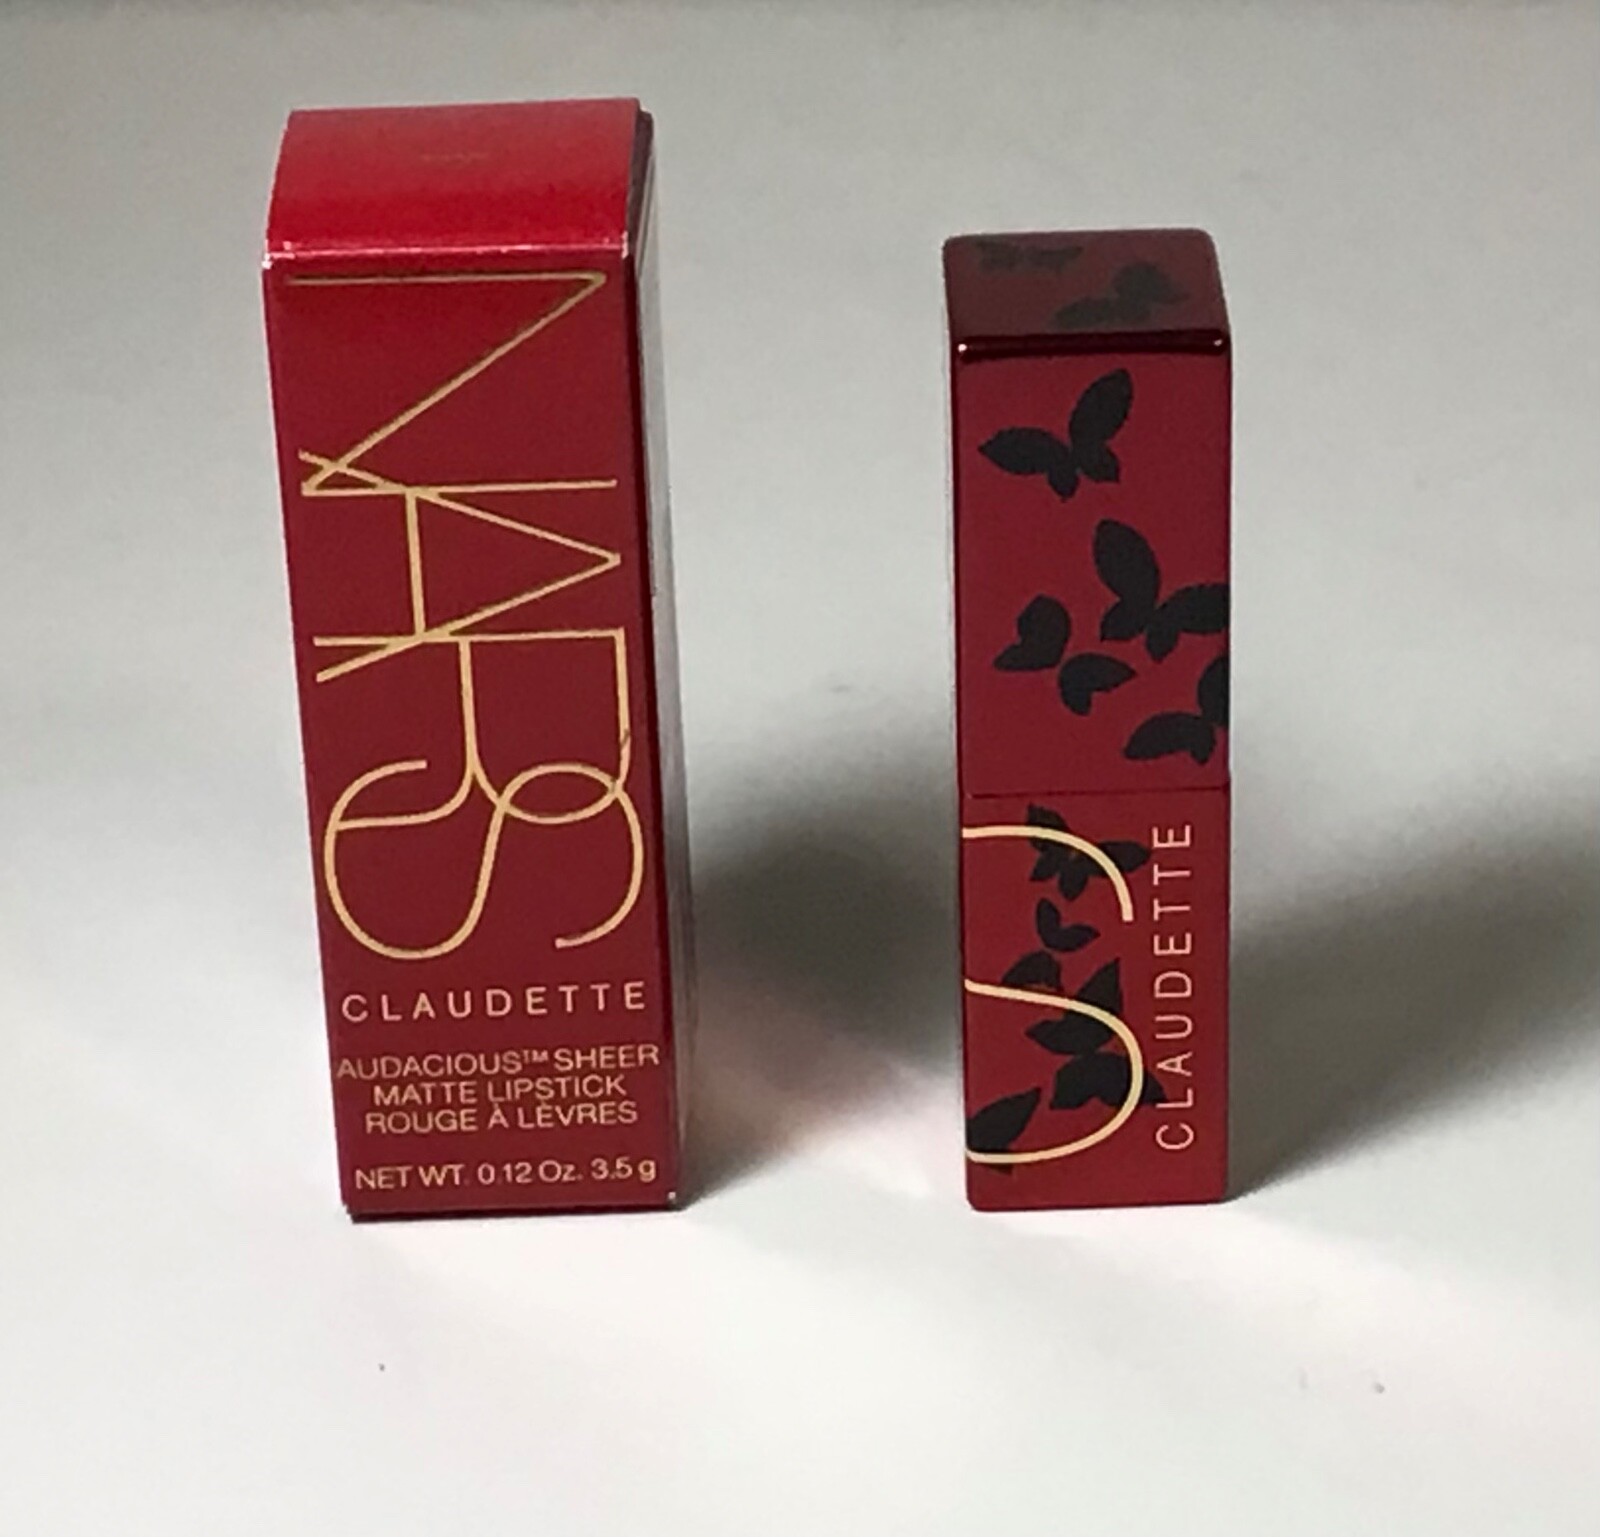 NARS
CLAUDETTE
AUDACIOUS™ SHEER
MATTE LIPSTICK
ROUGE À LÈVRES
NET WT. 0.12 Oz. 3.5 g
S
CLAUDETTE